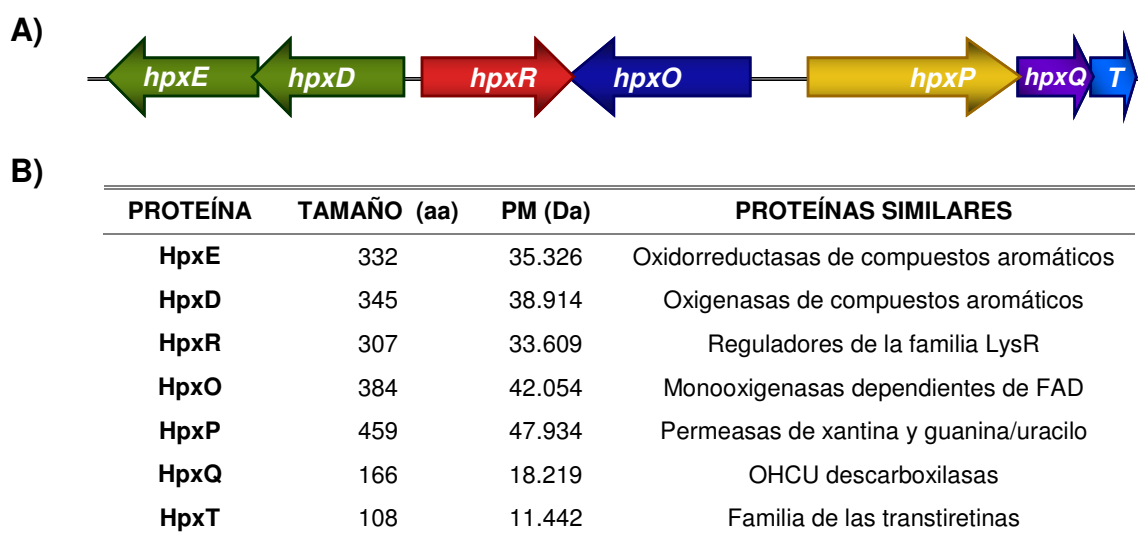 A)
hpxE hpxD hpxR hpxO hpxP hpxQ T
B)
PROTEÍNA TAMAÑO (aa) PM (Da) PROTEÍNAS SIMILARES
HpxE 332 35.326 Oxidorreductasas de compuestos aromáticos
HpxD 345 38.914 Oxigenasas de compuestos aromáticos
HpxR 307 33.609 Reguladores de la familia LysR
HpxO 384 42.054 Monooxigenasas dependientes de FAD
HpxP 459 47.934 Permeasas de xantina y guanina/uracilo
HpxQ 166 18.219 OHCU descarboxilasas
HpxT 108 11.442 Familia de las transtiretinas